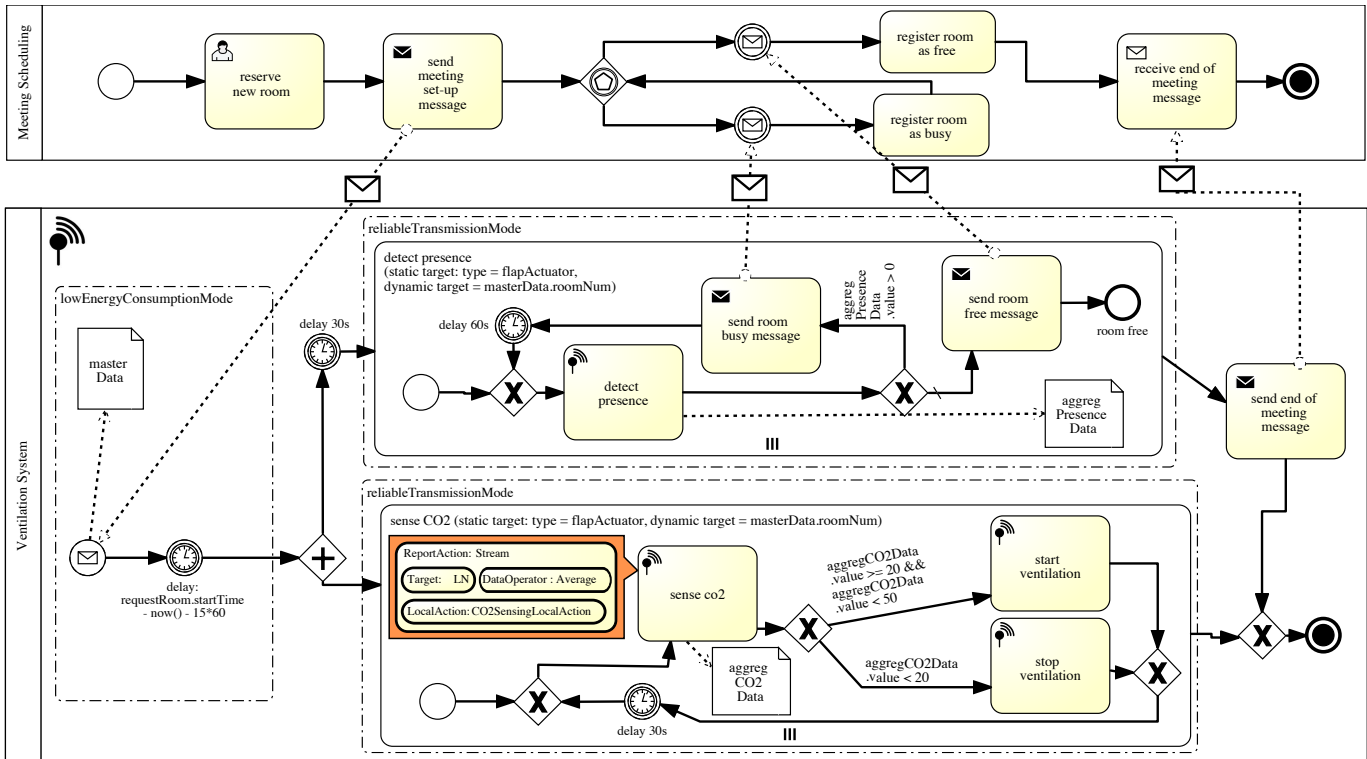 Meeting Scheduling
reserve
new room
send
meeting
set-up
message
register room
as free
register room
as busy
receive end of
meeting
message
Ventilation System
lowEnergyConsumptionMode
master
Data
delay:
requestRoom.startTime
- now() - 15*60
delay 30s
reliableTransmissionMode
detect presence
(static target: type = flapActuator,
dynamic target = masterData.roomNum)
delay 60s
detect
presence
send room
busy message
aggreg
Presence
Data
.value > 0
send room
free message
room free
aggreg
Presence
Data
send end of
meeting
message
reliableTransmissionMode
sense CO2 (static target: type = flapActuator, dynamic target = masterData.roomNum)
ReportAction: Stream
Target: LN
DataOperator : Average
LocalAction: CO2SensingLocalAction
sense co2
aggregCO2Data
.value >= 20 &&
aggregCO2Data
.value < 50
start
ventilation
aggregCO2Data
.value < 20
stop
ventilation
aggreg
CO2
Data
delay 30s